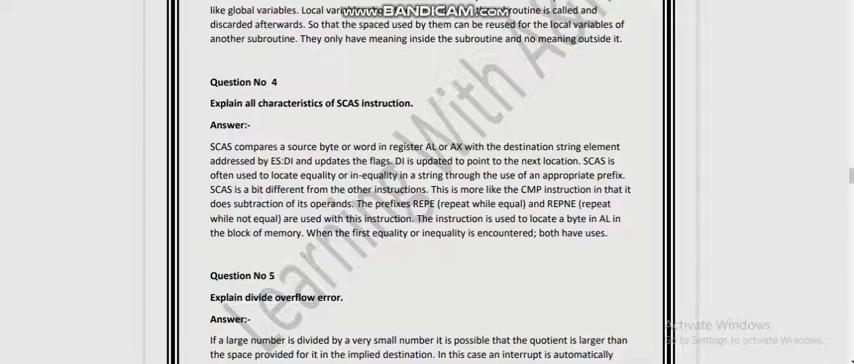 www.BANDICAM.com
like global variables. Local routine is called and
discarded afterwards. So that the spaced used by them can be reused for the local variables of
another subroutine. They only have meaning inside the subroutine and no meaning outside it.
Question No 4
Explain all characteristics of SCAS instruction.
Answer:-
SCAS compares a source byte or word in register AL or AX with the destination string element
addressed by ES:DI and updates the flags. DI is updated to point to the next location. SCAS is
often used to locate equality or in-equality in a string through the use of an appropriate prefix.
SCAS is a bit different from the other instructions. This is more like the CMP instruction in that it
does subtraction of its operands. The prefixes REPE (repeat while equal) and REPNE (repeat
while not equal) are used with this instruction. The instruction is used to locate a byte in AL in
the block of memory. When the first equality or inequality is encountered; both have uses.
Question No 5
Explain divide overflow error.
Answer:-
If a large number is divided by a very small number it is possible that the quotient is larger than
the space provided for it in the implied destination. In this case an interrupt is automatically
Learning With
Activate Windows
Go to Settings to activate Windows.